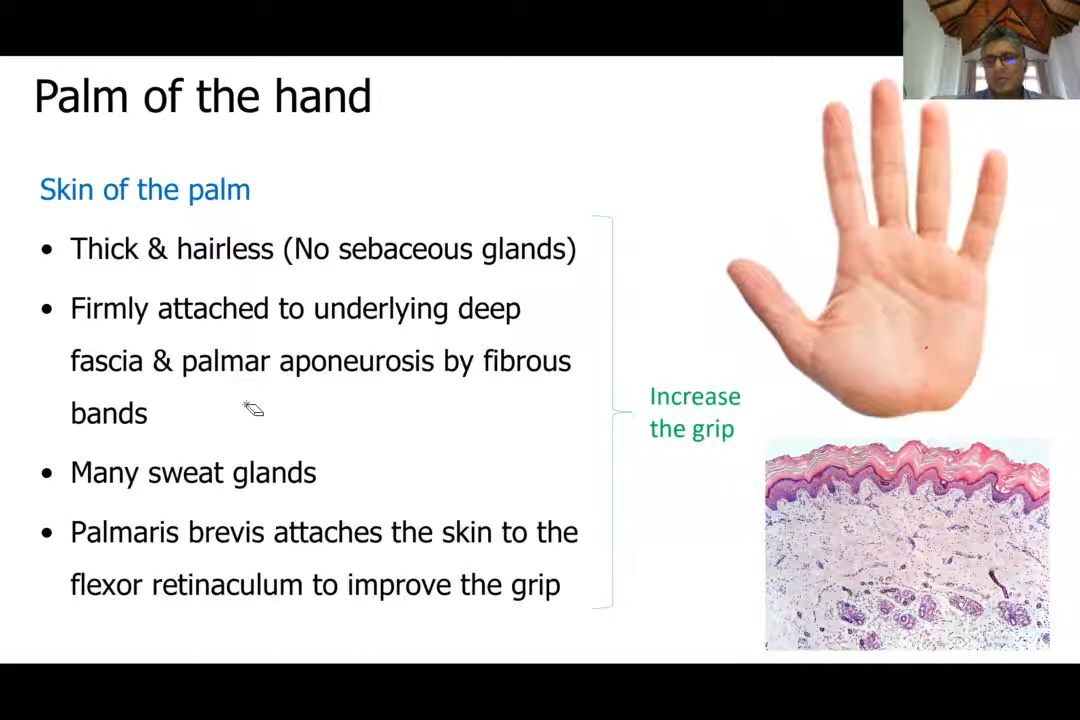 Palm of the hand
Skin of the palm
• Thick & hairless (No sebaceous glands)
• Firmly attached to underlying deep
fascia & palmar aponeurosis by fibrous
bands
• Many sweat glands
• Palmaris brevis attaches the skin to the
flexor retinaculum to improve the grip
Increase
the grip